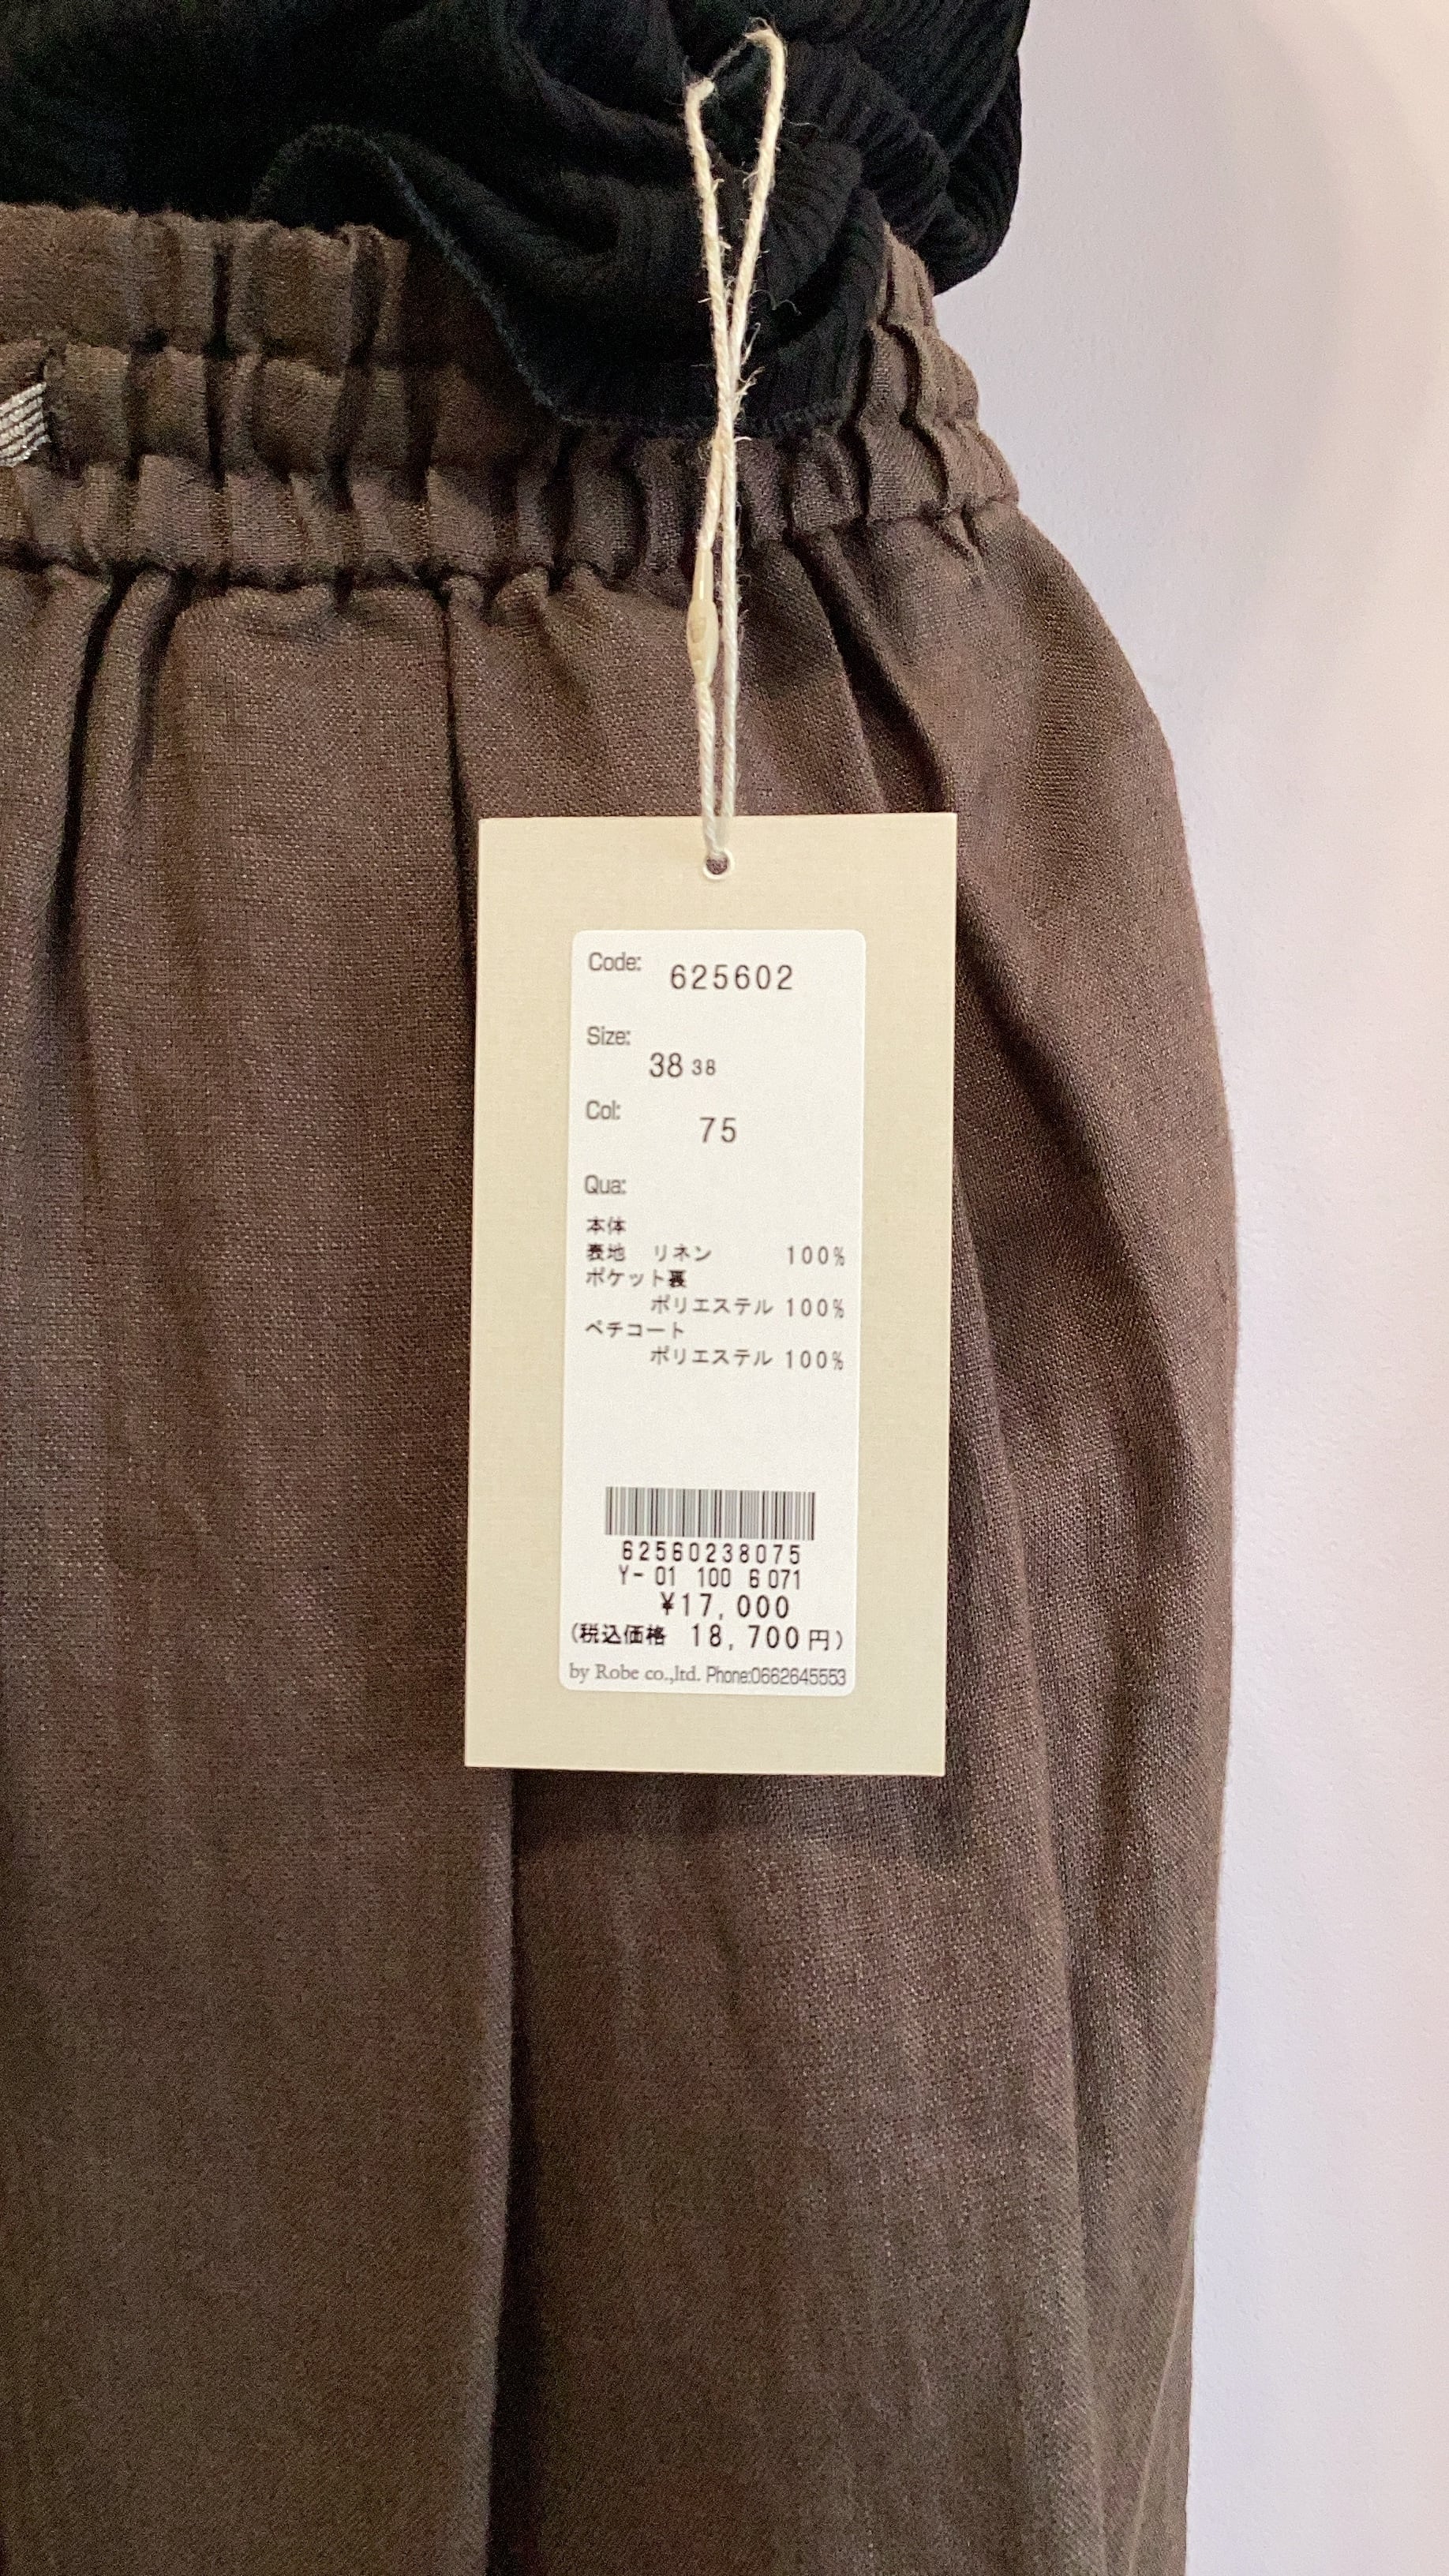 Code: 625602
Size: 38 38
Col: 75
Qua:
本体
表地 リネン 100%
ポケット裏
ポリエステル 100%
ペチコート
ポリエステル 100%
62560238075
Y- 01 100 6 071
¥17,000
(税込価格 18,700円)
by Robe co.,ltd. Phone:0662645553